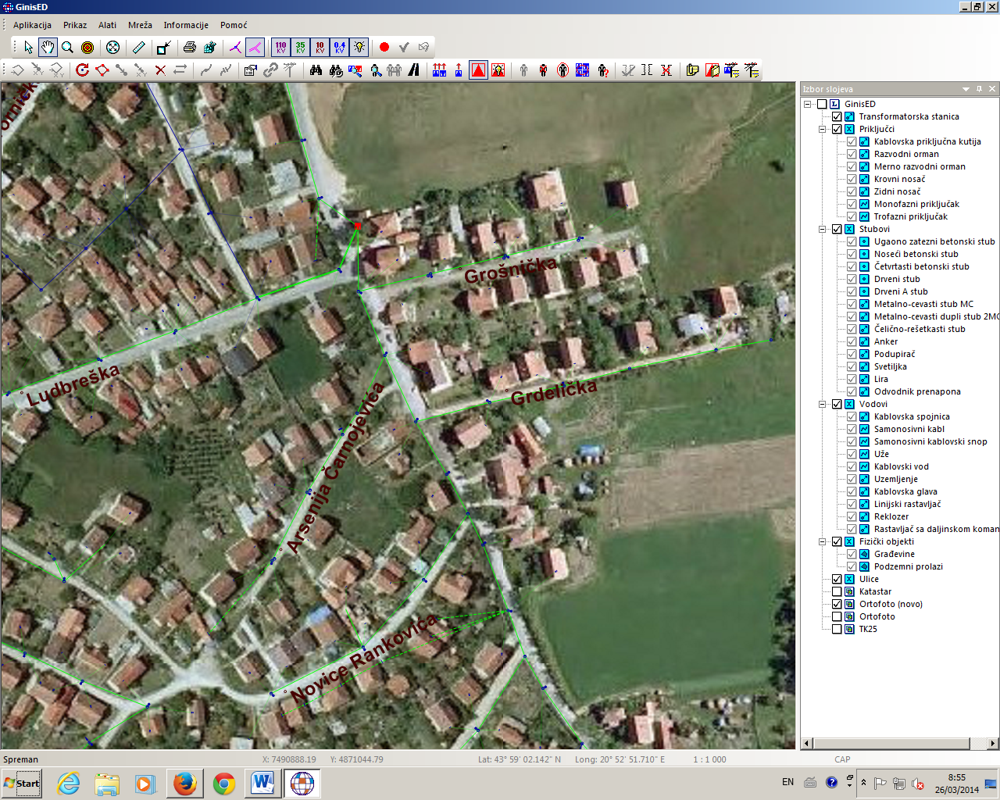 GinisED
Aplikacija Prikaz Alati Mreža Informacije Pomoć
110 KV 35 KV 10 KV 0.4 KV
Izbor slojeva
GinisED
Transformatorska stanica
Priključci
Kablovska priključna kutija
Razvodni orman
Merno razvodni orman
Krovni nosač
Zidni nosač
Monofazni priključak
Trofazni priključak
Stubovi
Ugaono zatezni betonski stub
Noseći betonski stub
Četvrtasti betonski stub
Drveni stub
Drveni A stub
Metalno-cevasti stub MC
Metalno-cevasti dupli stub 2MC
Čelično-rešetkasti stub
Anker
Podupirač
Svetiljka
Lira
Odvodnik prenapona
Vodovi
Kablovska spojnica
Samonosivi kabl
Samonosivi kablovski snop
Uže
Kablovski vod
Uzemljenje
Kablovska glava
Linijski rastavljač
Reklozer
Rastavljač sa daljinskom koman
Fizički objekti
Građevine
Podzemni prolazi
Ulice
Katastar
Ortofoto (novo)
Ortofoto
TK25
Grošnička
Ludbreška
Grdelička
Arsenija Čarnojevića
Novice Rankovića
Spreman X: 7490888.19 Y: 4871044.79 Lat: 43° 59' 02.142" N Long: 20° 52' 51.710" E 1 : 1 000 CAP
Start EN 8:55
26/03/2014